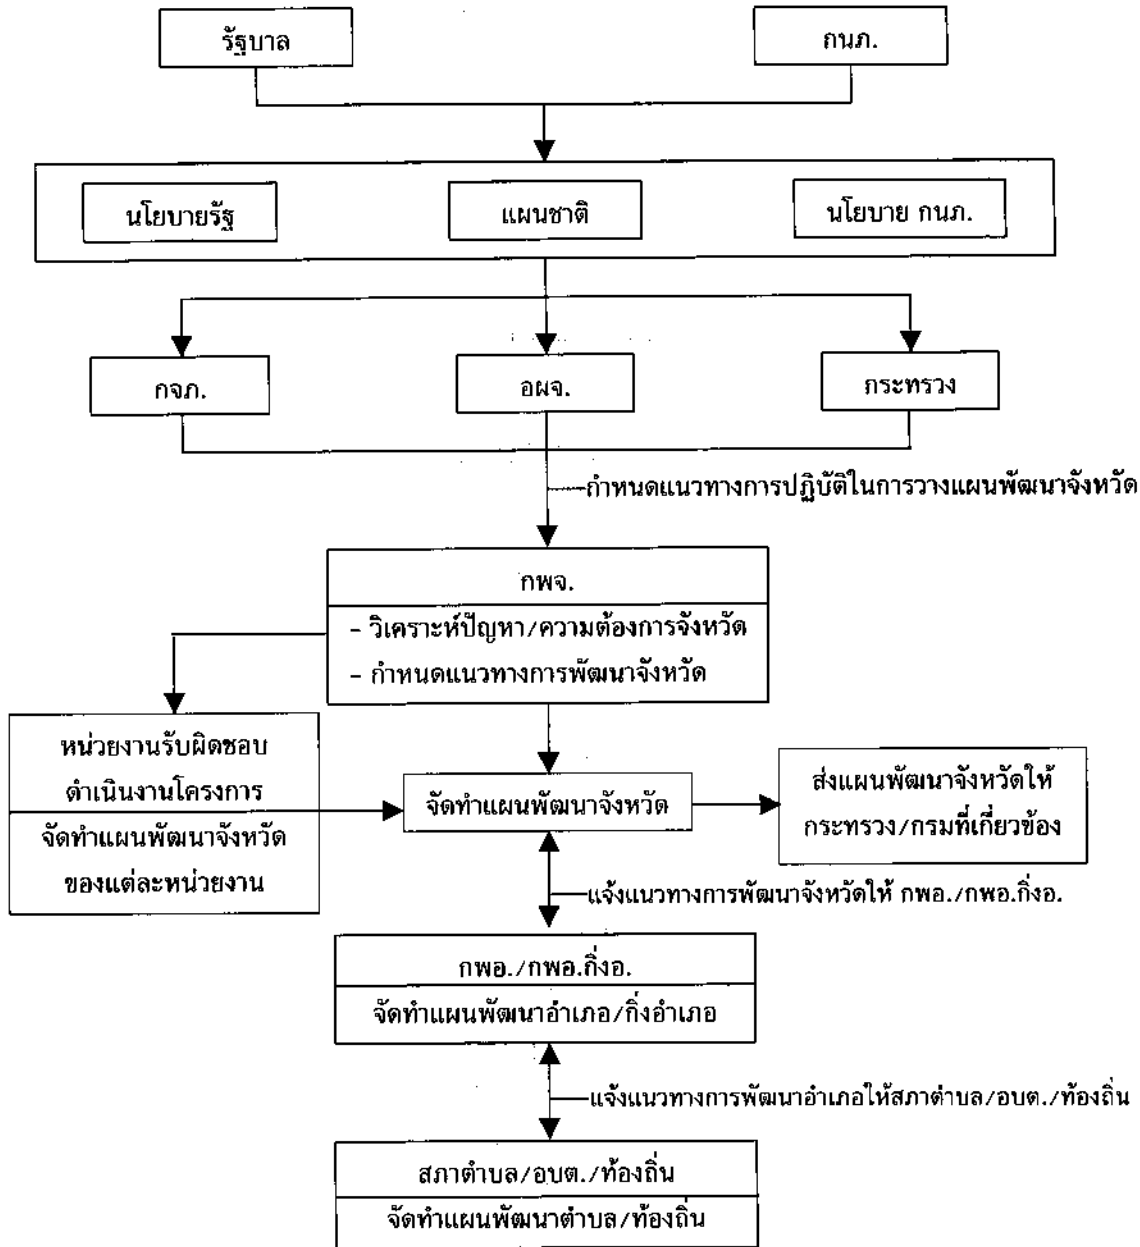 รัฐบาล
กนภ.
นโยบายรัฐ
แผนชาติ
นโยบาย กนภ.
กจภ.
อผจ.
กระทรวง
กำหนดแนวทางการปฏิบัติในการวางแผนพัฒนาจังหวัด
กพจ.
- วิเคราะห์ปัญหา/ความต้องการจังหวัด
- กำหนดแนวทางการพัฒนาจังหวัด
หน่วยงานรับผิดชอบ
ดำเนินงานโครงการ
จัดทำแผนพัฒนาจังหวัด
ของแต่ละหน่วยงาน
จัดทำแผนพัฒนาจังหวัด
ส่งแผนพัฒนาจังหวัดให้
กระทรวง/กรมที่เกี่ยวข้อง
แจ้งแนวทางการพัฒนาจังหวัดให้ กพอ./กพอ.กิ่งอ.
กพอ./กพอ.กิ่งอ.
จัดทำแผนพัฒนาอำเภอ/กิ่งอำเภอ
แจ้งแนวทางการพัฒนาอำเภอให้สภาตำบล/อบต./ท้องถิ่น
สภาตำบล/อบต./ท้องถิ่น
จัดทำแผนพัฒนาตำบล/ท้องถิ่น